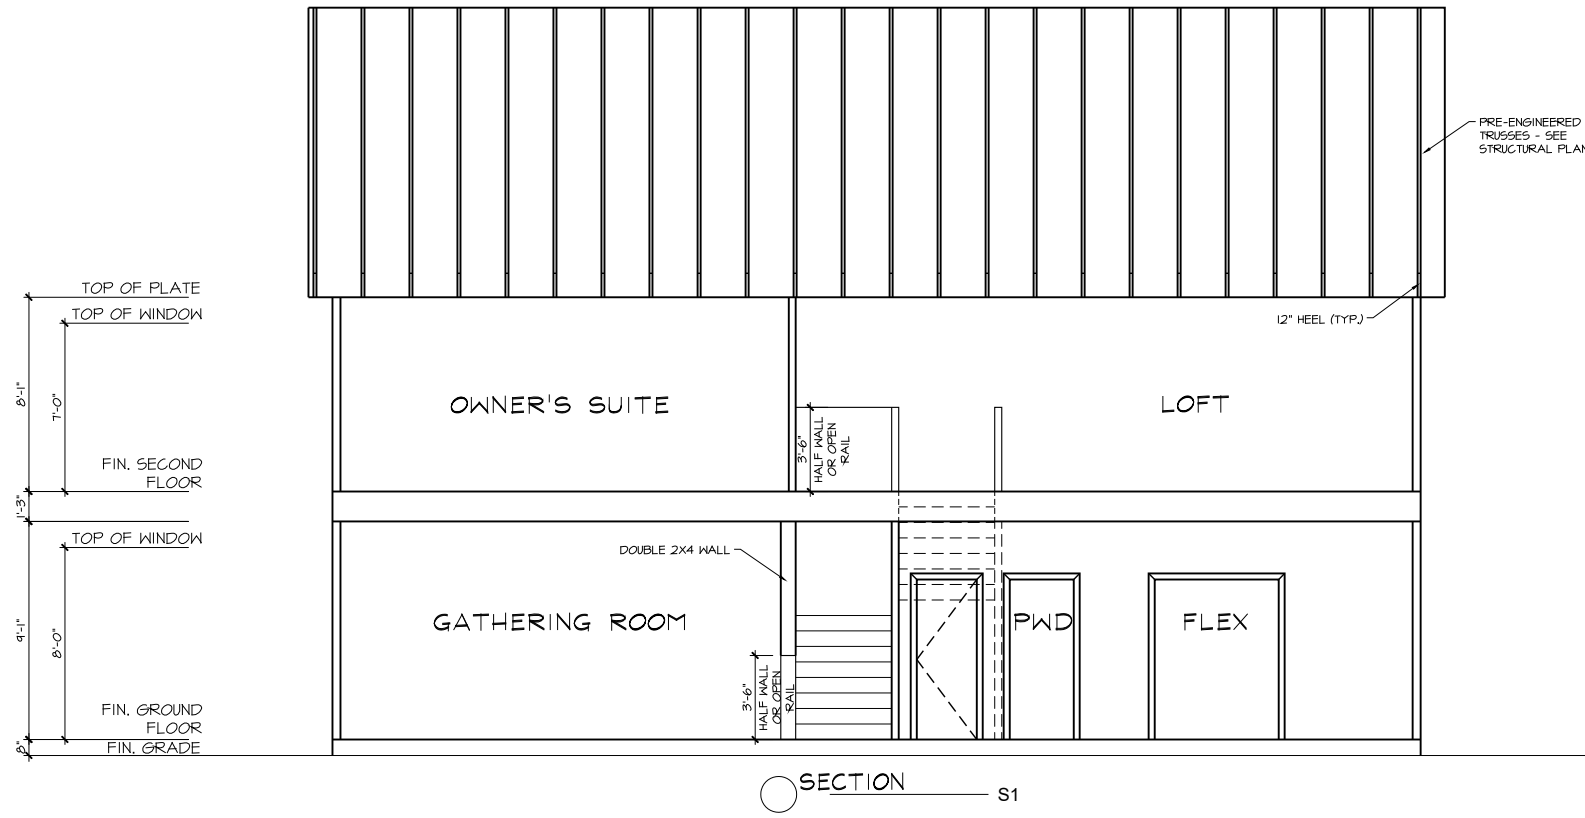 PRE-ENGINEERED
TRUSSES - SEE
STRUCTURAL PLAN
TOP OF PLATE
TOP OF WINDOW
12" HEEL (TYP.)
8'-1"
7'-0"
OWNER'S SUITE
LOFT
3'-6"
HALF WALL
OR OPEN
RAIL
FIN. SECOND
FLOOR
1'-3"
TOP OF WINDOW
DOUBLE 2X4 WALL
9'-1"
8'-0"
GATHERING ROOM
PWD
FLEX
3'-6"
HALF WALL
OR OPEN
RAIL
FIN. GROUND
FLOOR
8"
FIN. GRADE
SECTION
S1